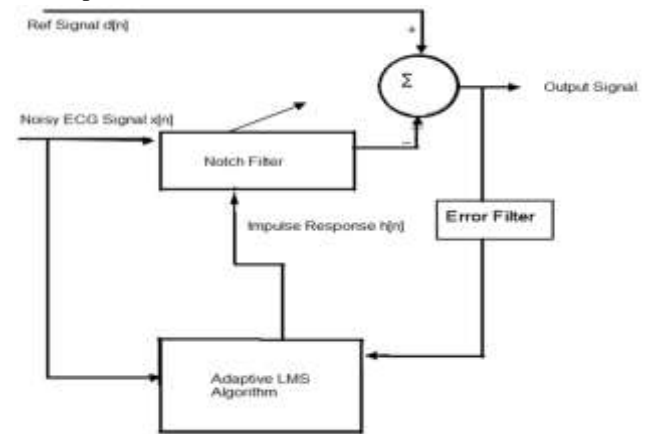 Ref Signal d[n]
+
Σ
Output Signal
Noisy ECG Signal x[n]
Notch Filter
−
Error Filter
Impulse Response h[n]
Adaptive LMS
Algorithm